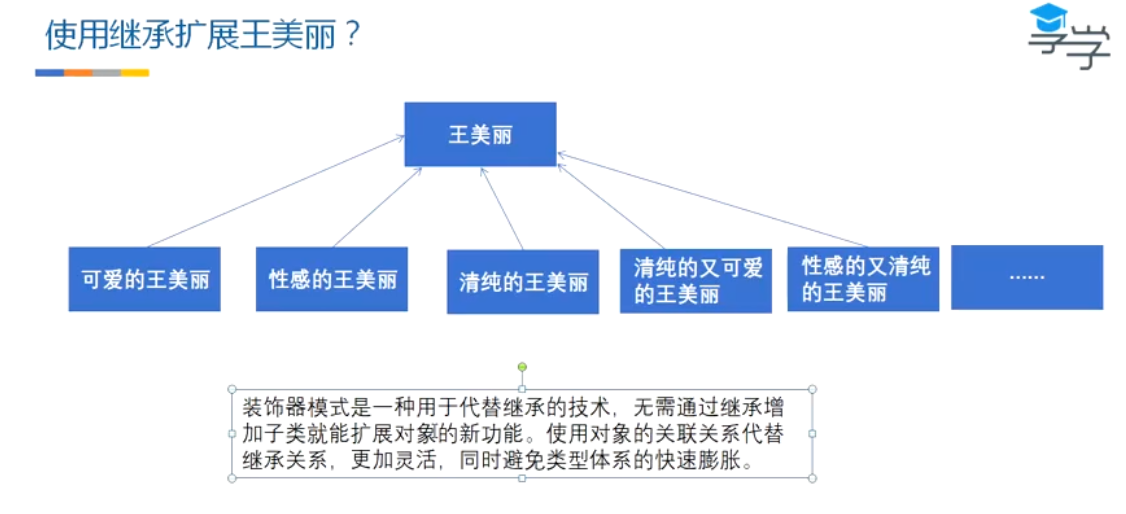 使用继承扩展王美丽？
享学
王美丽
可爱的王美丽
性感的王美丽
清纯的王美丽
清纯的又可爱
的王美丽
性感的又清纯
的王美丽
……
装饰器模式是一种用于代替继承的技术，无需通过继承增
加子类就能扩展对象的新功能。使用对象的关联关系代替
继承关系，更加灵活，同时避免类型体系的快速膨胀。